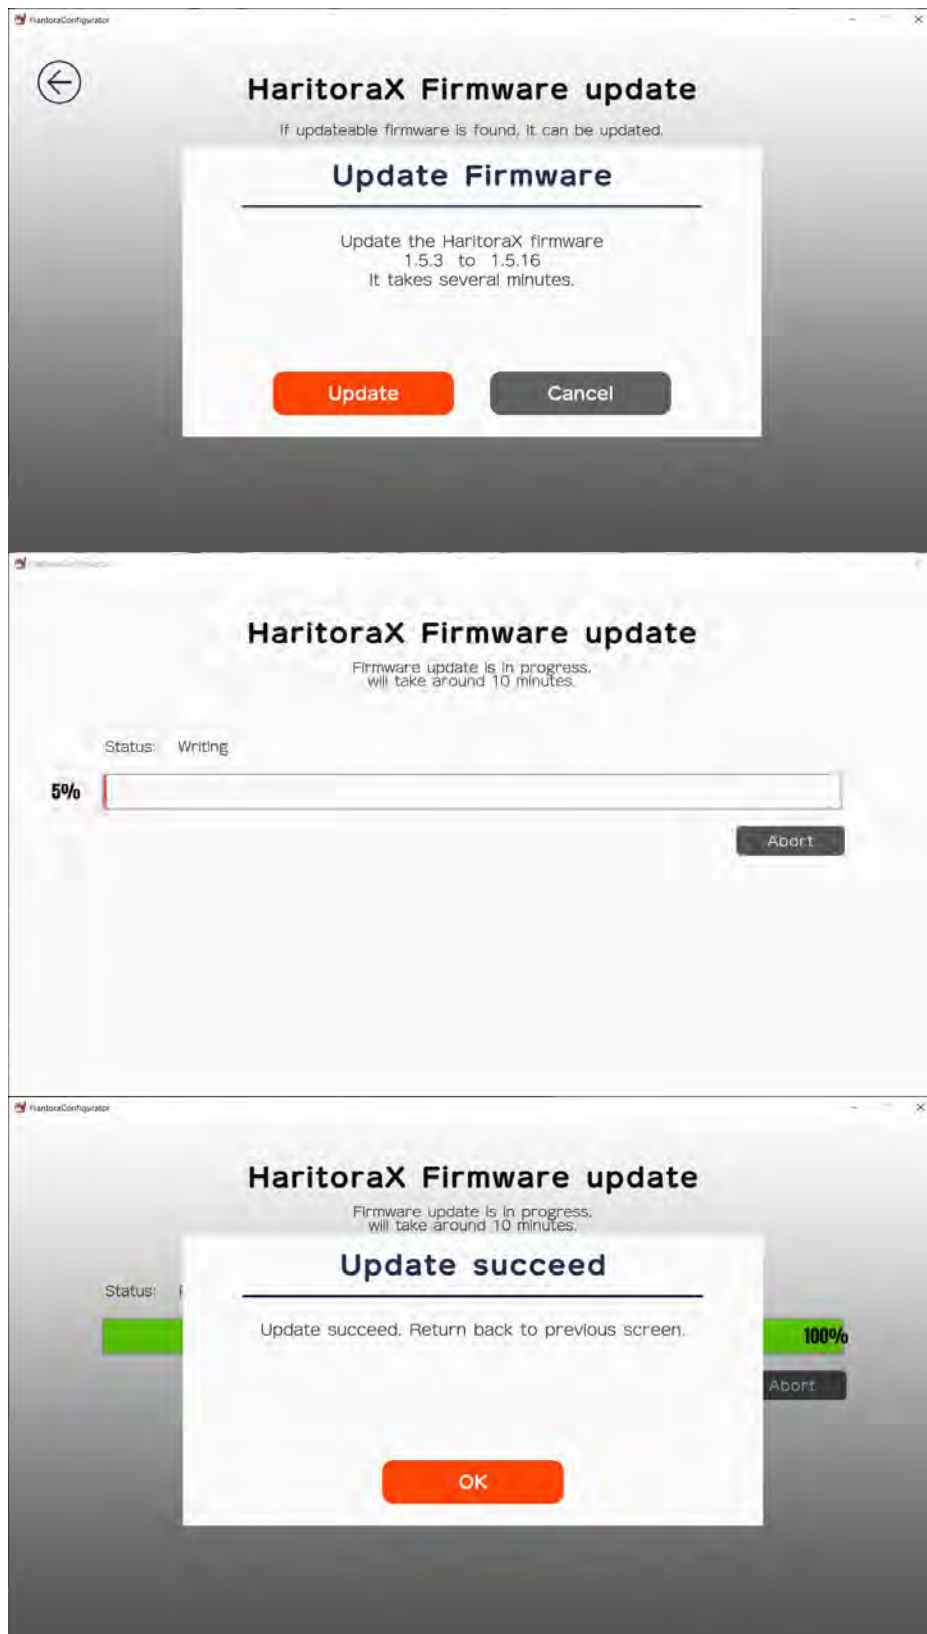 HaritoraConfigurator
HaritoraX Firmware update
If updateable firmware is found, it can be updated.
Update Firmware
Update the HaritoraX firmware
1.5.3 to 1.5.16
It takes several minutes.
Update
Cancel
HaritoraX Firmware update
Firmware update is in progress.
will take around 10 minutes.
Status: Writing
5%
Abort
HaritoraConfigurator
HaritoraX Firmware update
Firmware update is in progress.
will take around 10 minutes.
Update succeed
Status:
Update succeed. Return back to previous screen.
100%
Abort
OK